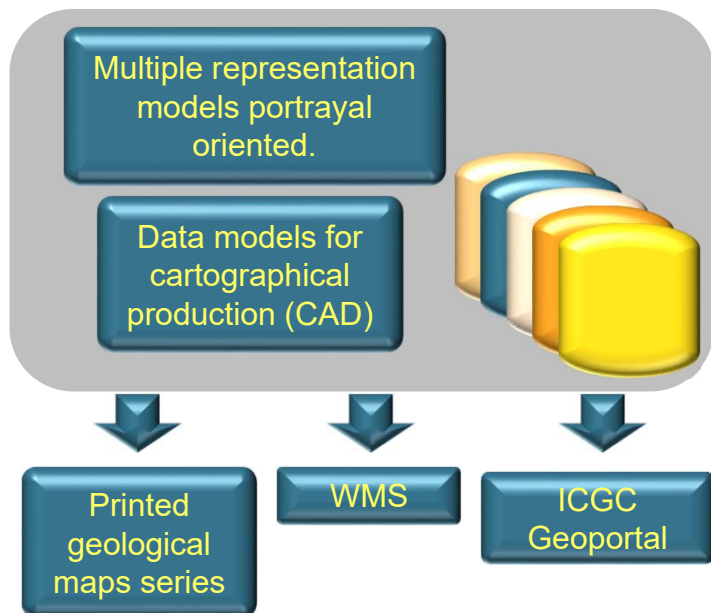 Multiple representation
models portrayal
oriented.
Data models for
cartographical
production (CAD)
Printed
geological
maps series
WMS
ICGC
Geoportal